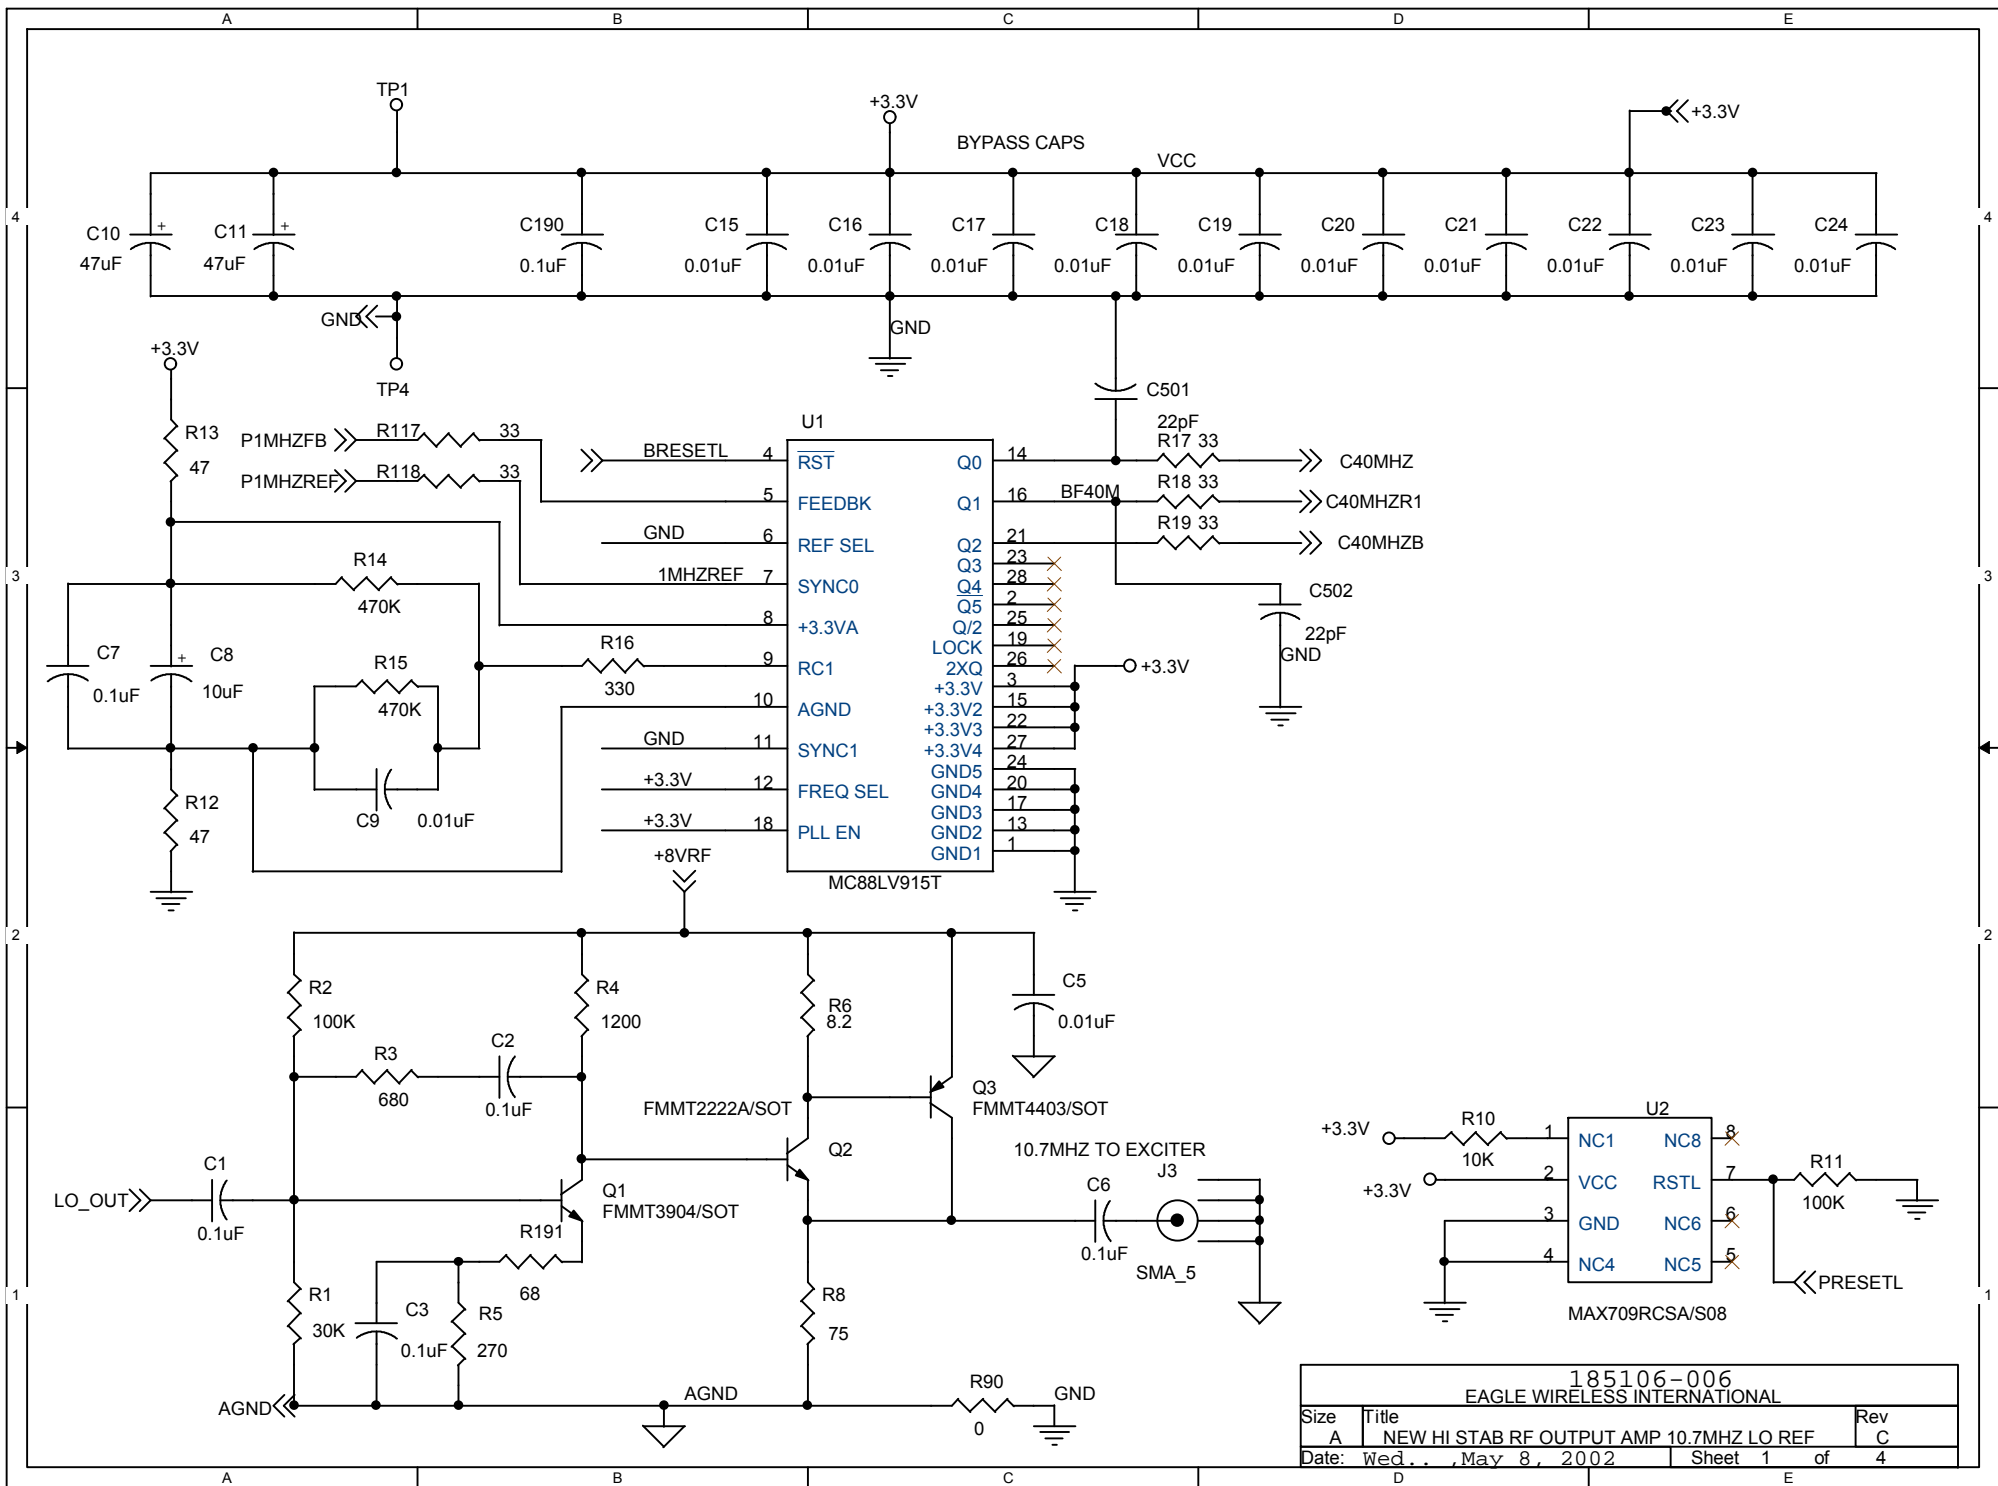 A B C D E
TP1
+3.3V
+3.3V
BYPASS CAPS
VCC
4 4
C10 + 47uF
C11 + 47uF
C190 0.1uF
C15 0.01uF
C16 0.01uF
C17 0.01uF
C18 0.01uF
C19 0.01uF
C20 0.01uF
C21 0.01uF
C22 0.01uF
C23 0.01uF
C24 0.01uF
GND
GND
TP4
+3.3V
R13 47
P1MHZFB R117 33
P1MHZREF R118 33
C501 22pF
U1
BRESETL 4 RST
5 FEEDBK
GND 6 REF SEL
1MHZREF 7 SYNC0
8 +3.3VA
9 RC1
10 AGND
GND 11 SYNC1
+3.3V 12 FREQ SEL
+3.3V 18 PLL EN
Q0 14
Q1 16 BF40M
Q2 21
Q3 23
Q4 28
Q5 2
Q/2 25
LOCK 19
2XQ 26
+3.3V 3
+3.3V2 15
+3.3V3 22
+3.3V4 27
GND5 24
GND4 20
GND3 17
GND2 13
GND1 1
MC88LV915T
R17 33 C40MHZ
R18 33 C40MHZR1
R19 33 C40MHZB
C502 22pF
GND
+3.3V
3 3
R14 470K
C7 0.1uF
C8 + 10uF
R15 470K
R16 330
C9 0.01uF
R12 47
+8VRF
2 2
R2 100K
R3 680
C2 0.1uF
R4 1200
R6 8.2
C5 0.01uF
FMMT2222A/SOT
Q2
Q3
FMMT4403/SOT
10.7MHZ TO EXCITER
J3
C6 0.1uF
SMA_5
LO_OUT
C1 0.1uF
Q1
FMMT3904/SOT
R191 68
R1 30K
C3 0.1uF
R5 270
R8 75
AGND
AGND
R90 0
GND
+3.3V
R10 10K
+3.3V
U2
1 NC1 NC8 8
2 VCC RSTL 7
3 GND NC6 6
4 NC4 NC5 5
R11 100K
PRESETL
MAX709RCSA/S08
1 1
185106-006
EAGLE WIRELESS INTERNATIONAL
Size Title Rev
A NEW HI STAB RF OUTPUT AMP 10.7MHZ LO REF C
Date: Wed.. ,May 8, 2002 Sheet 1 of 4
A B C D E